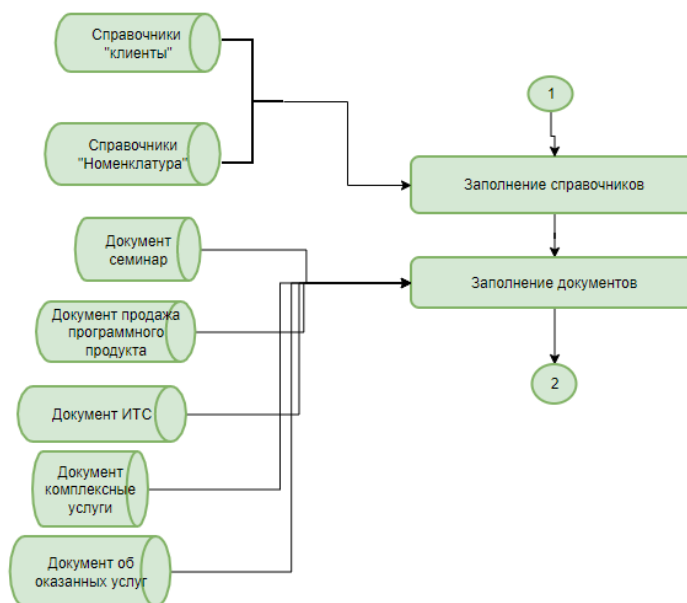 Справочники
"клиенты"
1
Справочники
"Номенклатура"
Заполнение справочников
Документ
семинар
Заполнение документов
Документ продажа
программного
продукта
2
Документ ИТС
Документ
комплексные
услуги
Документ об
оказанных услуг